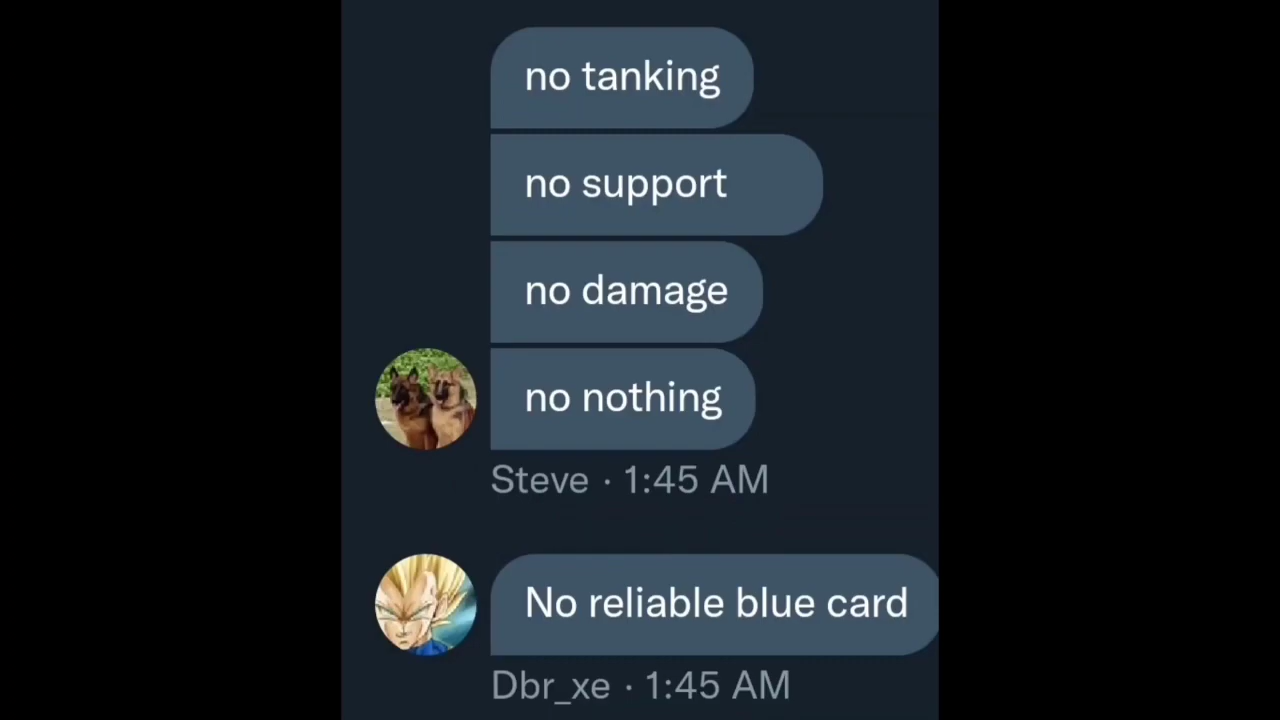 no tanking
no support
no damage
no nothing
Steve · 1:45 AM
No reliable blue card
Dbr_xe · 1:45 AM